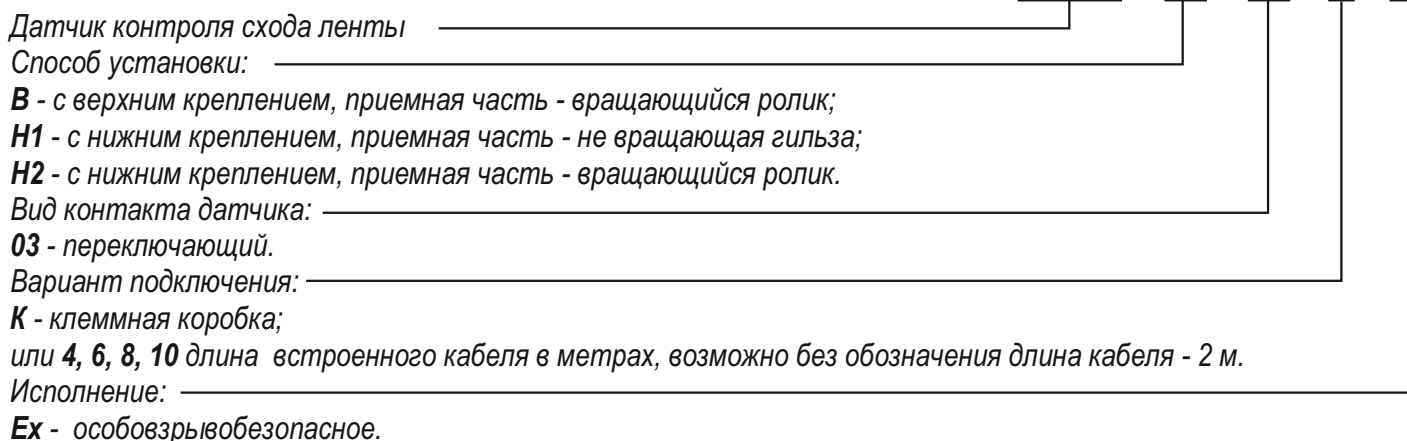 Датчик контроля схода ленты
Способ установки:
В - с верхним креплением, приемная часть - вращающийся ролик;
Н1 - с нижним креплением, приемная часть - не вращающая гильза;
Н2 - с нижним креплением, приемная часть - вращающийся ролик.
Вид контакта датчика:
03 - переключающий.
Вариант подключения:
К - клеммная коробка;
или 4, 6, 8, 10 длина встроенного кабеля в метрах, возможно без обозначения длина кабеля - 2 м.
Исполнение:
Ex - особовзрывобезопасное.